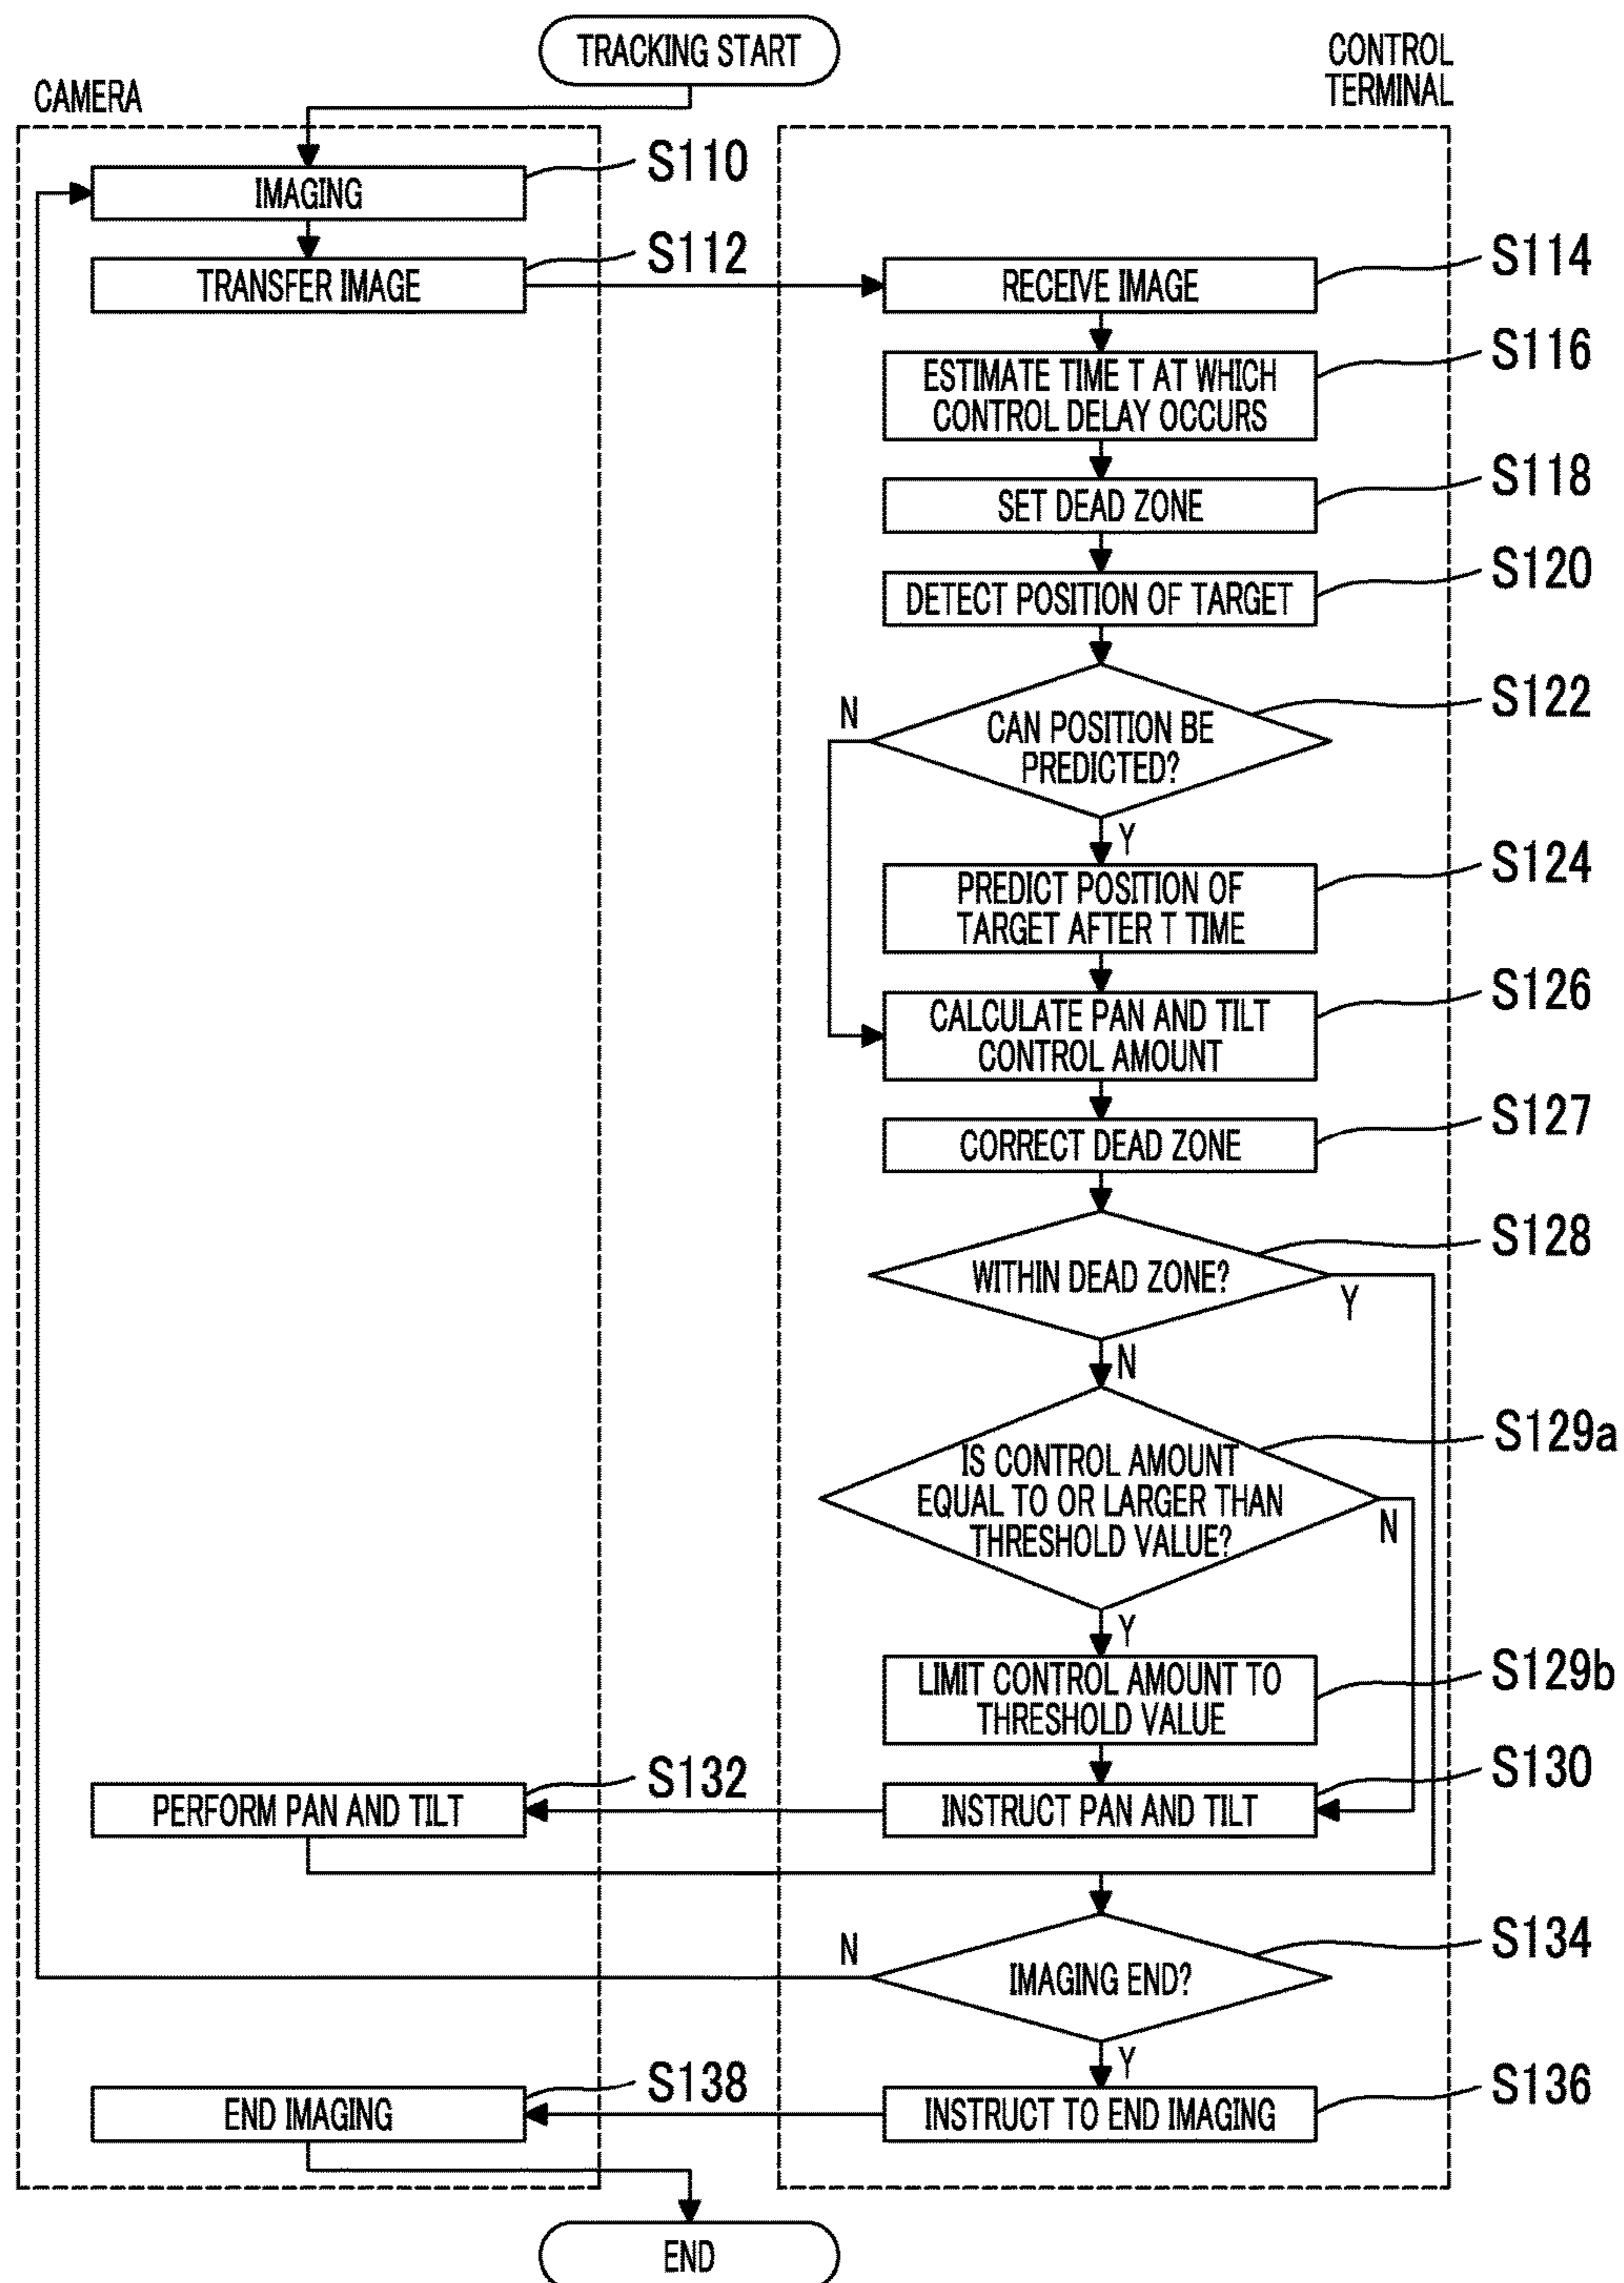 TRACKING START
CONTROL
TERMINAL
CAMERA
IMAGING
S110
TRANSFER IMAGE
S112
RECEIVE IMAGE
S114
ESTIMATE TIME T AT WHICH
CONTROL DELAY OCCURS
S116
SET DEAD ZONE
S118
DETECT POSITION OF TARGET
S120
CAN POSITION BE
PREDICTED?
S122
N
Y
PREDICT POSITION OF
TARGET AFTER T TIME
S124
CALCULATE PAN AND TILT
CONTROL AMOUNT
S126
CORRECT DEAD ZONE
S127
WITHIN DEAD ZONE?
S128
Y
N
IS CONTROL AMOUNT
EQUAL TO OR LARGER THAN
THRESHOLD VALUE?
S129a
N
Y
LIMIT CONTROL AMOUNT TO
THRESHOLD VALUE
S129b
PERFORM PAN AND TILT
S132
INSTRUCT PAN AND TILT
S130
IMAGING END?
S134
N
Y
END IMAGING
S138
INSTRUCT TO END IMAGING
S136
END